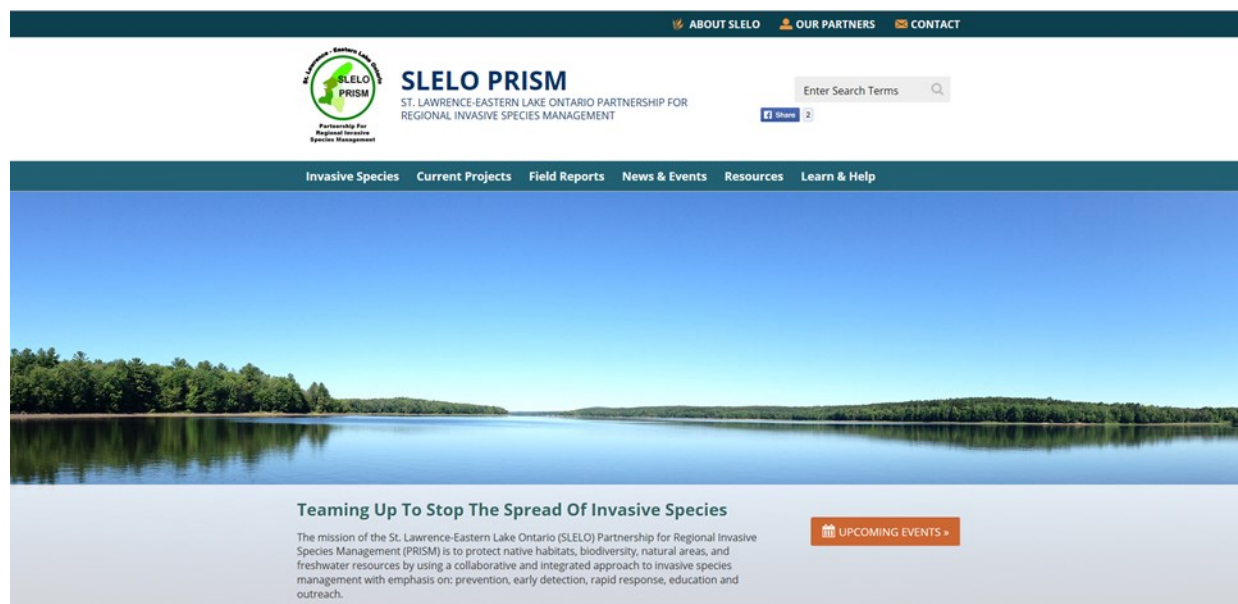 ABOUT SLELO OUR PARTNERS CONTACT
St. Lawrence - Eastern Lake Ontario
SLELO
PRISM
Partnership For
Regional Invasive
Species Management
SLELO PRISM
ST. LAWRENCE-EASTERN LAKE ONTARIO PARTNERSHIP FOR
REGIONAL INVASIVE SPECIES MANAGEMENT
Enter Search Terms
Share 2
Invasive Species Current Projects Field Reports News & Events Resources Learn & Help
Teaming Up To Stop The Spread Of Invasive Species
The mission of the St. Lawrence-Eastern Lake Ontario (SLELO) Partnership for Regional Invasive
Species Management (PRISM) is to protect native habitats, biodiversity, natural areas, and
freshwater resources by using a collaborative and integrated approach to invasive species
management with emphasis on: prevention, early detection, rapid response, education and
outreach.
UPCOMING EVENTS »